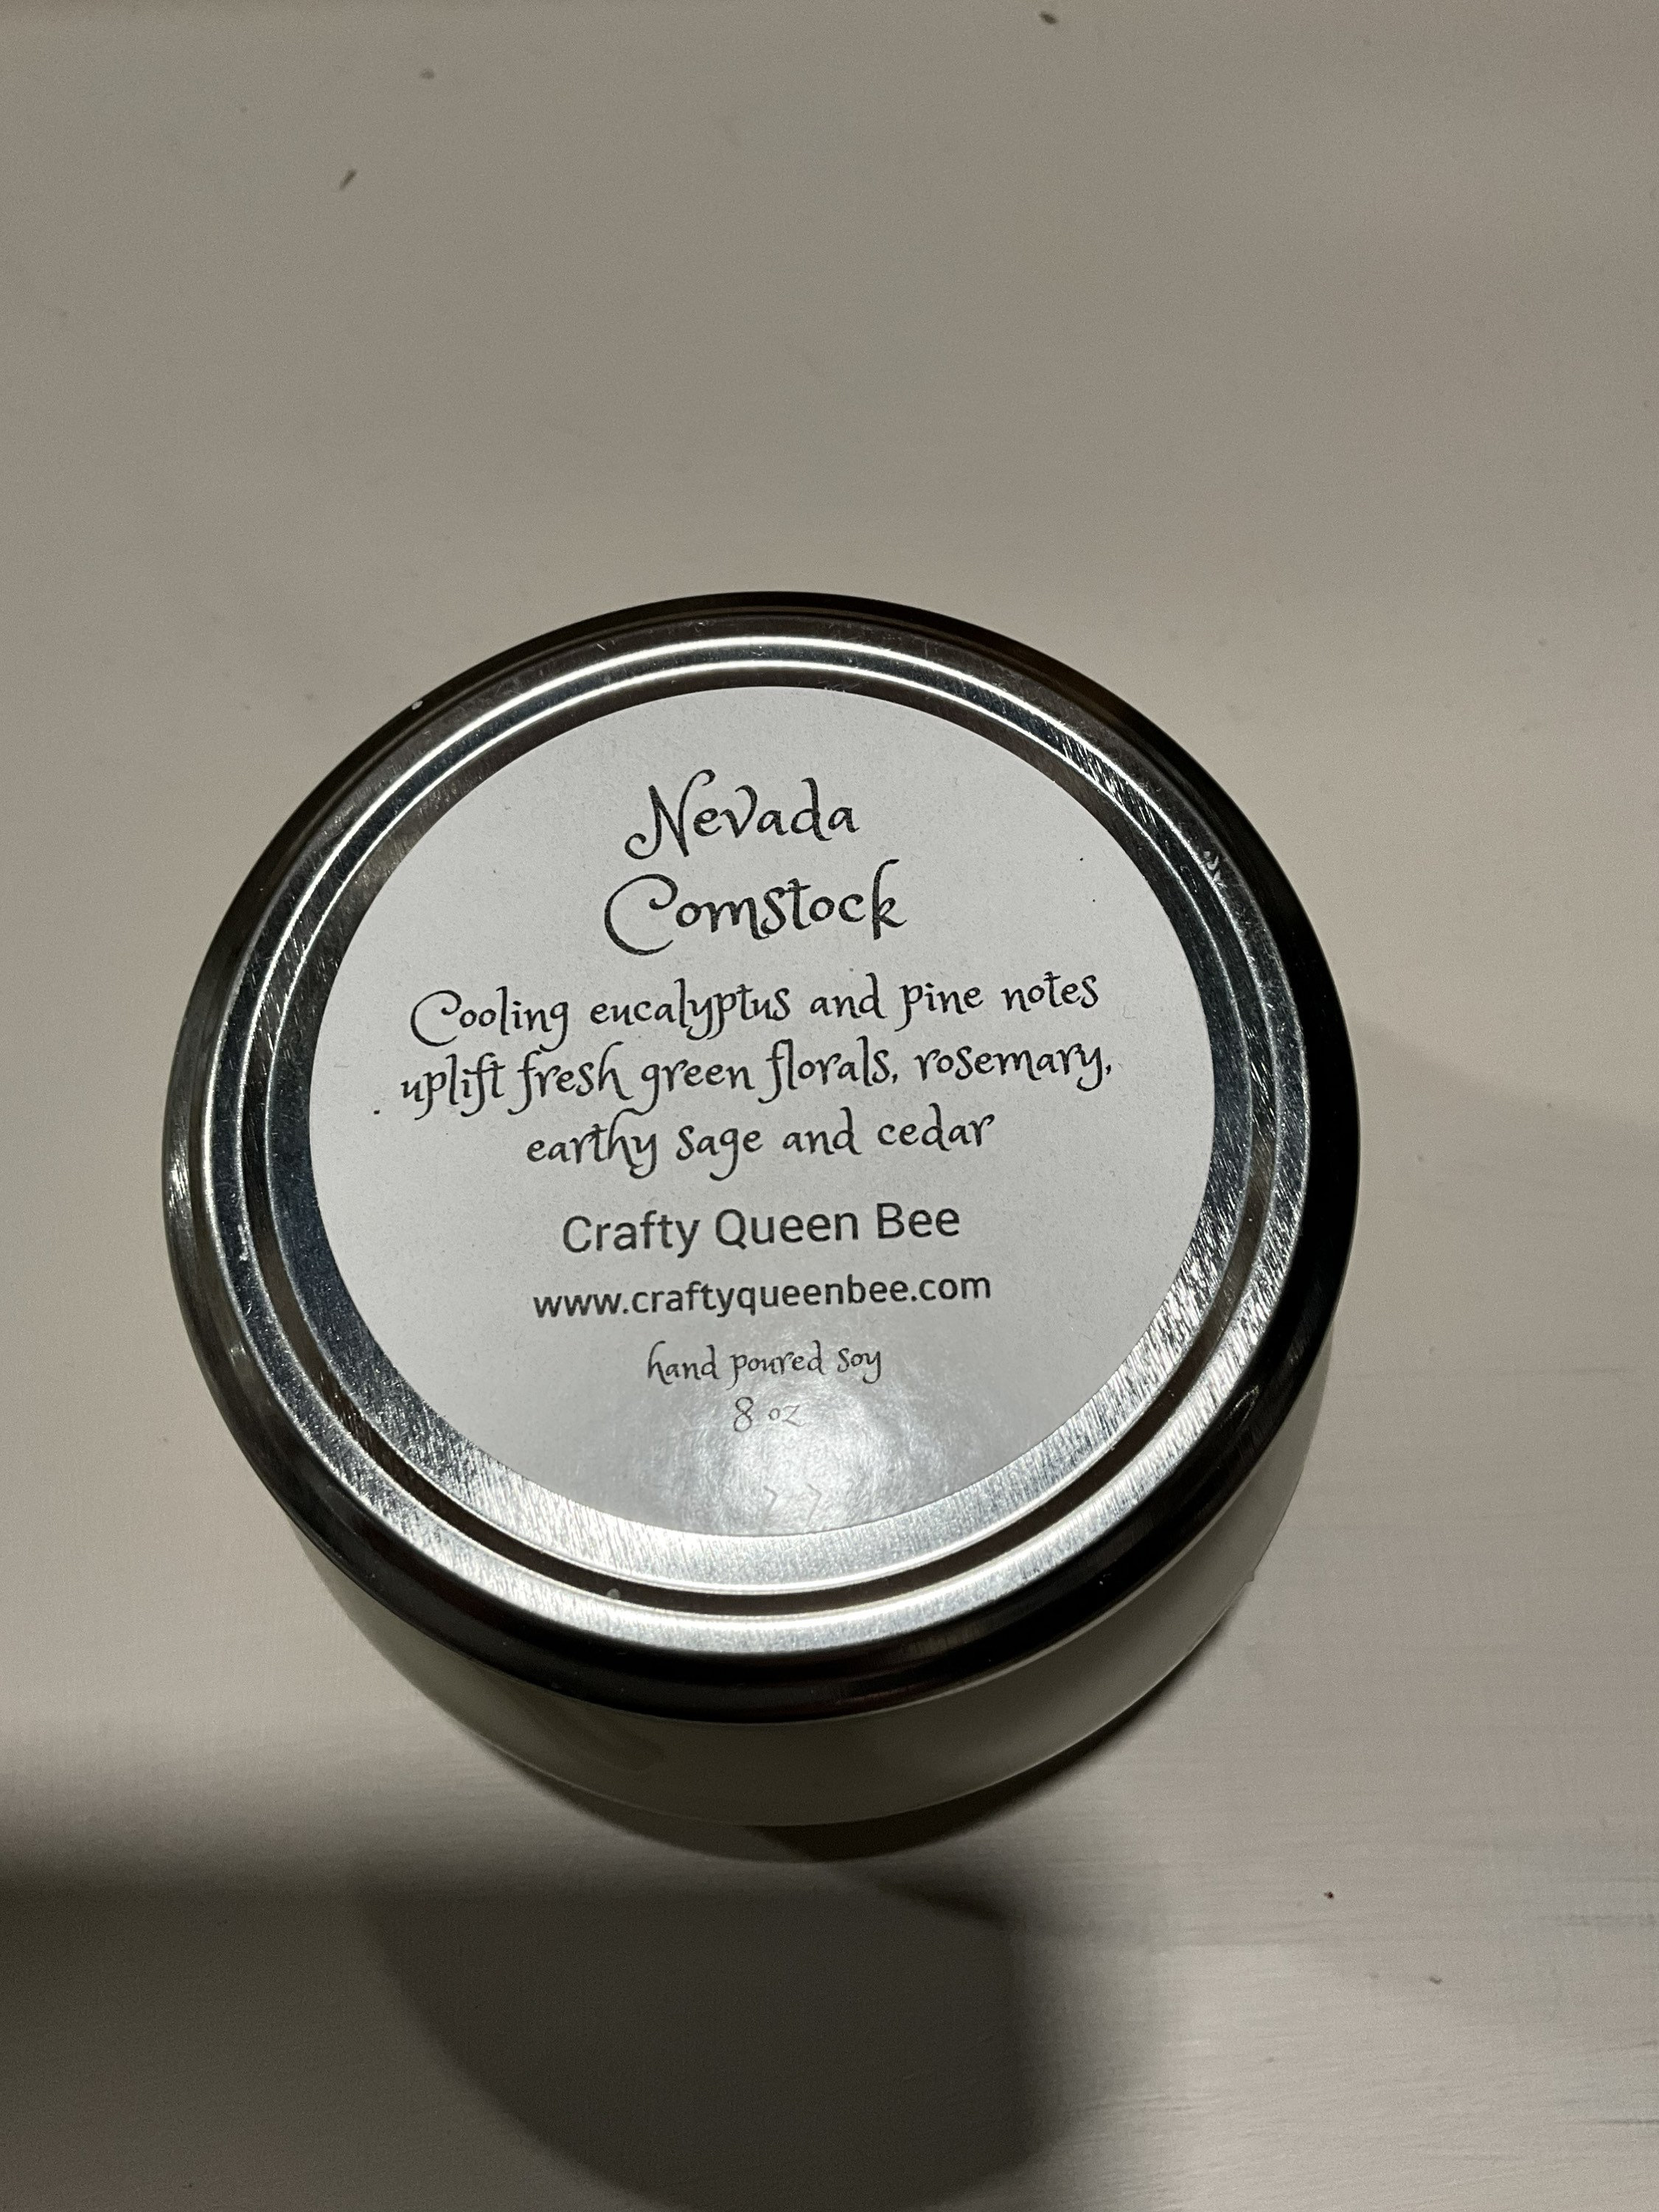 Nevada
Comstock
Cooling eucalyptus and pine notes
uplift fresh green florals, rosemary,
earthy sage and cedar
Crafty Queen Bee
www.craftyqueenbee.com
hand poured soy
8 oz